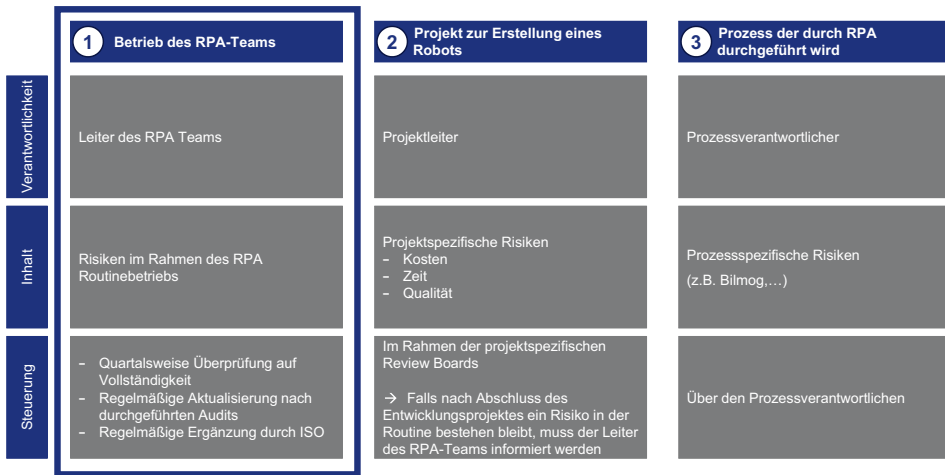 1 Betrieb des RPA-Teams
2 Projekt zur Erstellung eines
Robots
3 Prozess der durch RPA
durchgeführt wird
Verantwortlichkeit
Leiter des RPA Teams
Projektleiter
Prozessverantwortlicher
Inhalt
Risiken im Rahmen des RPA
Routinebetriebs
Projektspezifische Risiken
- Kosten
- Zeit
- Qualität
Prozessspezifische Risiken
(z.B. Bilmog,…)
Steuerung
- Quartalsweise Überprüfung auf
Vollständigkeit
- Regelmäßige Aktualisierung nach
durchgeführten Audits
- Regelmäßige Ergänzung durch ISO
Im Rahmen der projektspezifischen
Review Boards
→ Falls nach Abschluss des
Entwicklungsprojektes ein Risiko in der
Routine bestehen bleibt, muss der Leiter
des RPA-Teams informiert werden
Über den Prozessverantwortlichen